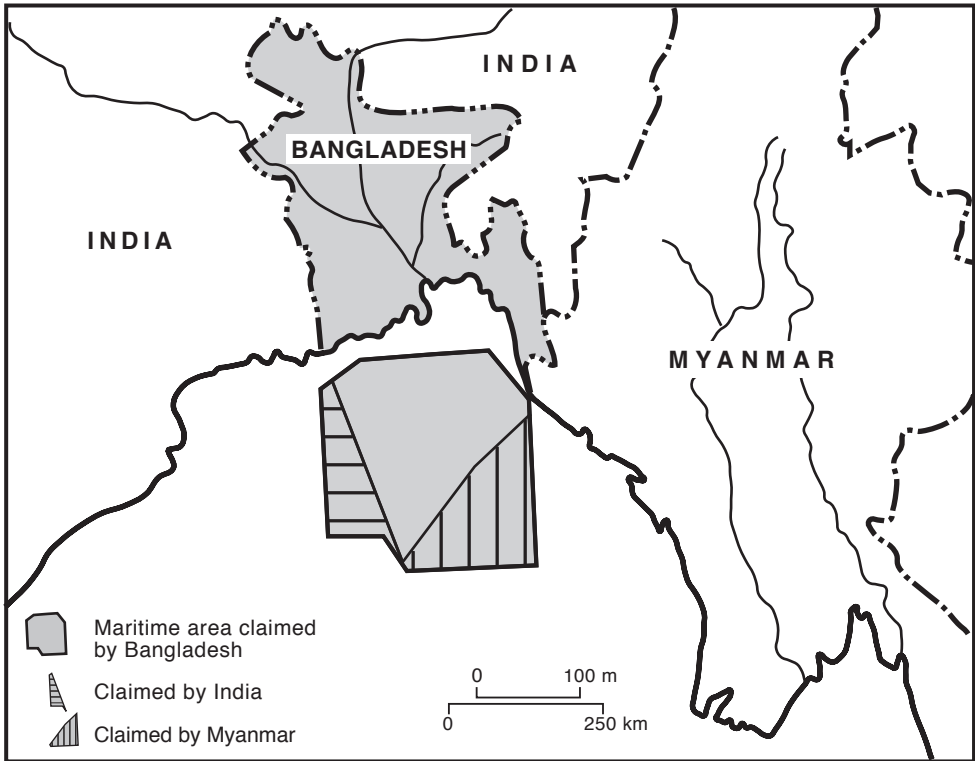 INDIA
BANGLADESH
INDIA
MYANMAR
Maritime area claimed
by Bangladesh
Claimed by India
Claimed by Myanmar
0 100 m
0 250 km